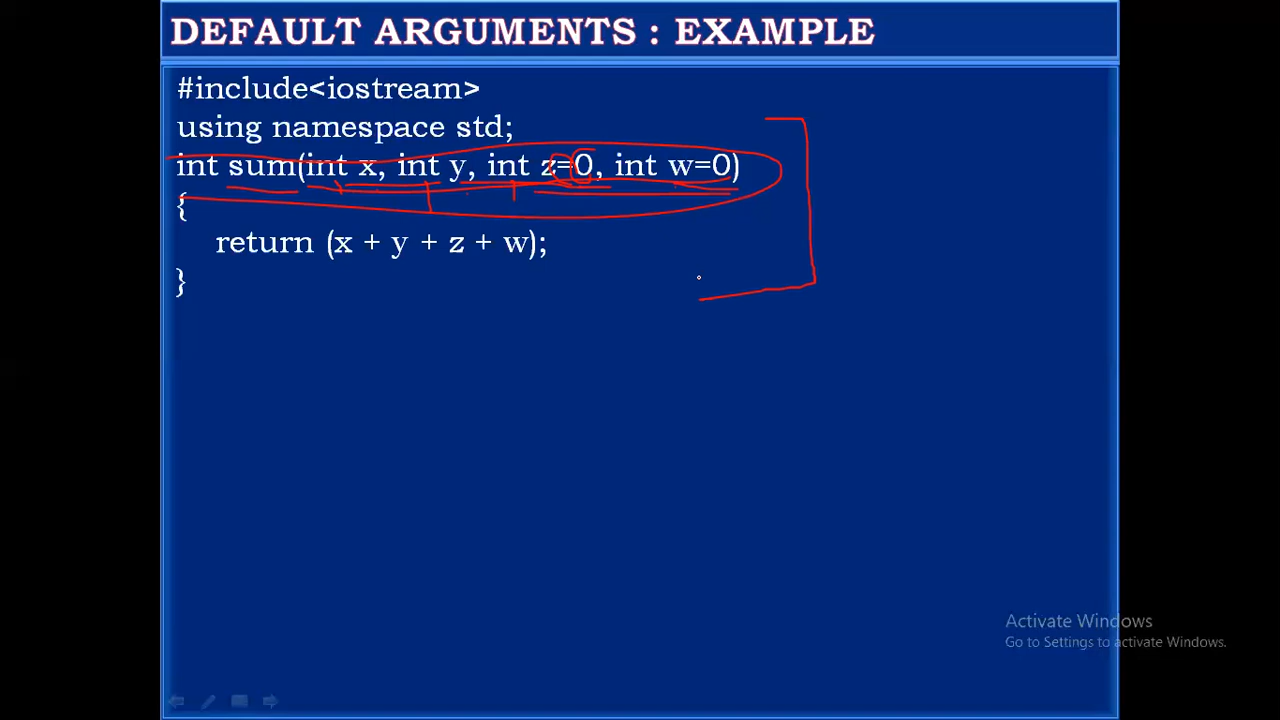 DEFAULT ARGUMENTS : EXAMPLE
#include<iostream>
using namespace std;
int sum(int x, int y, int z=0, int w=0)
{
return (x + y + z + w);
}
Activate Windows
Go to Settings to activate Windows.